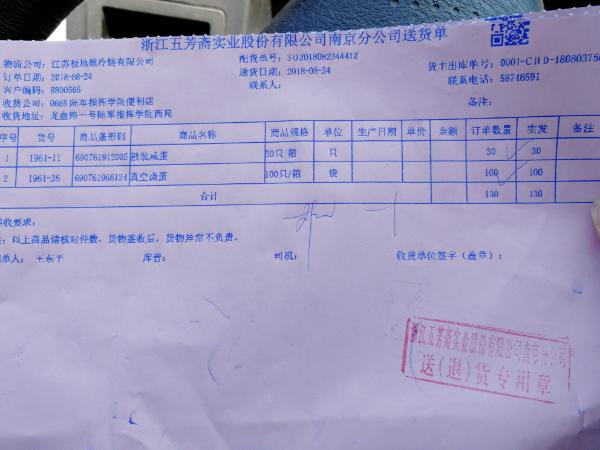 浙江五芳斋实业股份有限公司南京分公司送货单
物流公司：江苏极地熊冷链有限公司 配货单号：SO2018082344412 货主出库单号：0001-CHD-1808037
订单日期：2018-08-24 送货日期：2018-08-24 联系电话：58746591
客户编码：8800565 联系人：
收货公司：0665 陆军指挥学院便利店 备注：
收货地址：龙盘路一号陆军指挥学院西苑
序号 货号 商品条形码 商品名称 商品规格 单位 生产日期 单价 金额 订单数量 实发 备注
1 1961-11 690761912005 散装咸蛋 50只/箱 只 30 30
2 1961-36 690761966124 真空卤蛋 100只/箱 袋 100 100
合计 130 130
签收要求：
：以上商品请核对件数，货物签收后，货物异常不负责。
单人：王东平 库管： 司机： 收货单位签字（盖章）：
浙江五芳斋实业股份有限公司南京分公司
送（退）货专用章